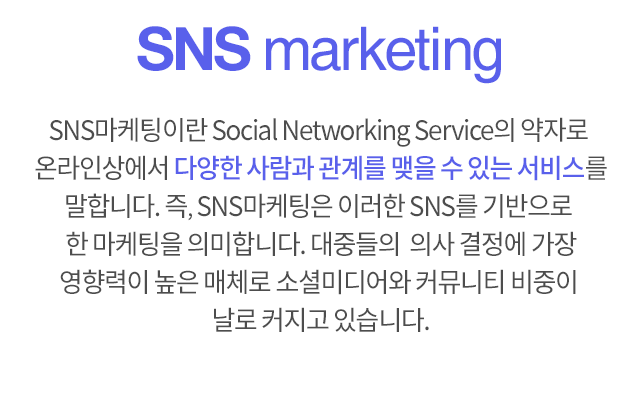 SNS marketing
SNS마케팅이란 Social Networking Service의 약자로
온라인상에서 다양한 사람과 관계를 맺을 수 있는 서비스를
말합니다. 즉, SNS마케팅은 이러한 SNS를 기반으로
한 마케팅을 의미합니다. 대중들의 의사 결정에 가장
영향력이 높은 매체로 소셜미디어와 커뮤니티 비중이
날로 커지고 있습니다.